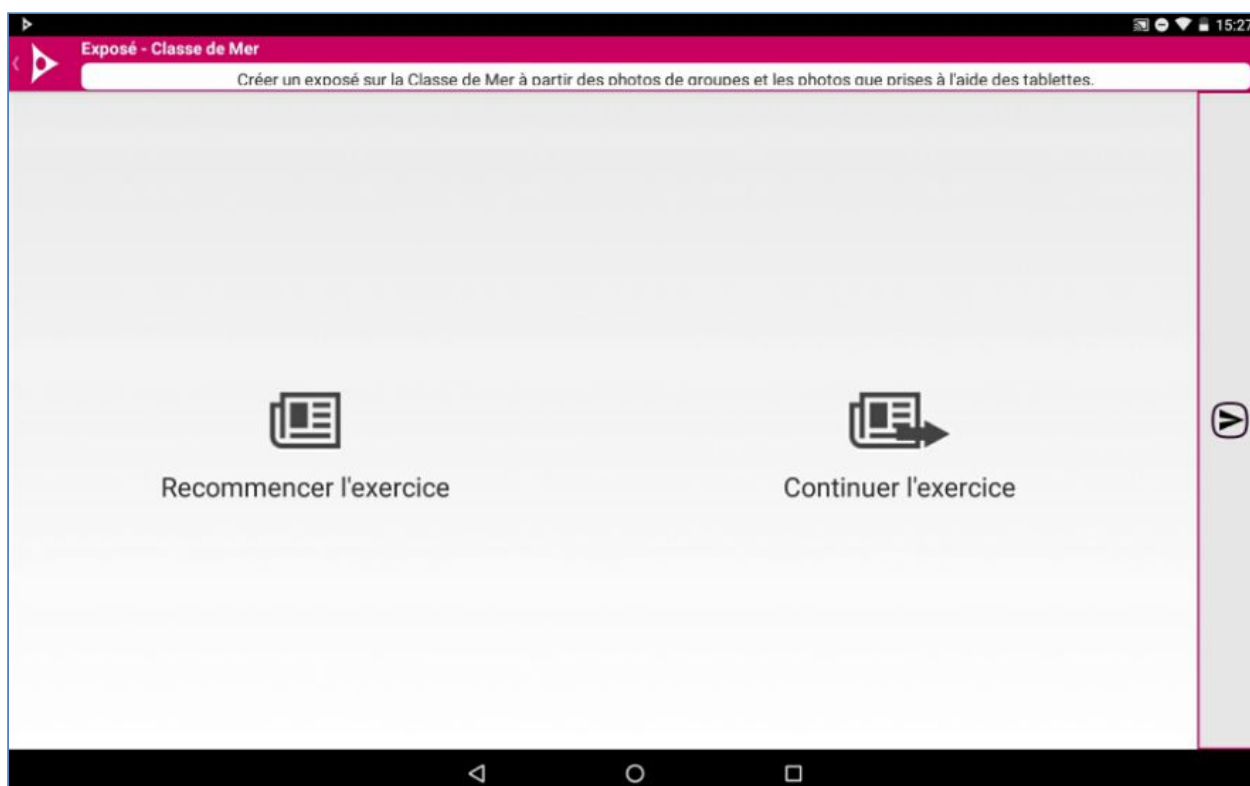 15:27
Exposé - Classe de Mer
Créer un exposé sur la Classe de Mer à partir des photos de groupes et les photos que prises à l'aide des tablettes.
Recommencer l'exercice
Continuer l'exercice